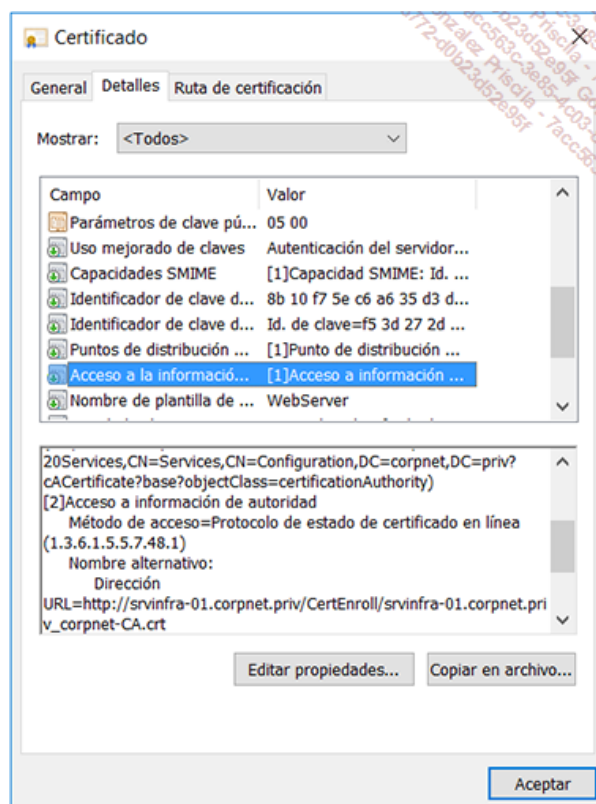 Certificado
General Detalles Ruta de certificación
Mostrar: <Todos>
Campo Valor
Parámetros de clave pú... 05 00
Uso mejorado de claves Autenticación del servidor...
Capacidades SMIME [1]Capacidad SMIME: Id. ...
Identificador de clave d... 8b 10 f7 5e c6 a6 35 d3 d...
Identificador de clave d... Id. de clave=f5 3d 27 2d ...
Puntos de distribución ... [1]Punto de distribución ...
Acceso a la informació... [1]Acceso a información ...
Nombre de plantilla de ... WebServer
20Services,CN=Services,CN=Configuration,DC=corpnet,DC=priv?
cACertificate?base?objectClass=certificationAuthority)
[2]Acceso a información de autoridad
Método de acceso=Protocolo de estado de certificado en línea
(1.3.6.1.5.5.7.48.1)
Nombre alternativo:
Dirección
URL=http://srvinfra-01.corpnet.priv/CertEnroll/srvinfra-01.corpnet.pri
v_corpnet-CA.crt
Editar propiedades... Copiar en archivo...
Aceptar